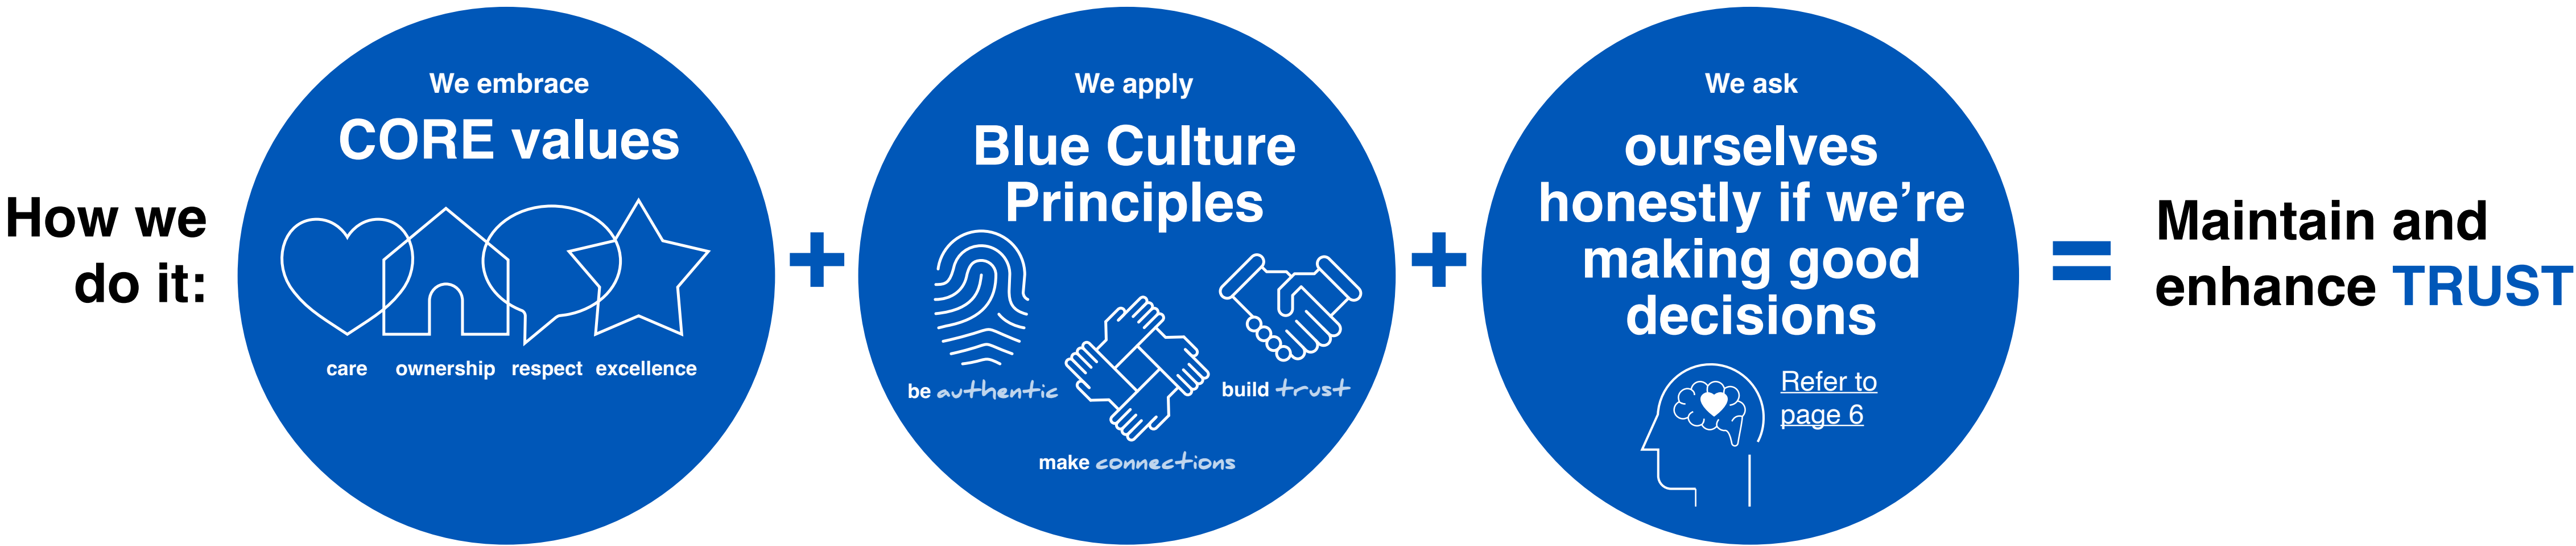 How we
do it:
We embrace
CORE values
care ownership respect excellence
+
We apply
Blue Culture
Principles
be authentic
make connections
build trust
+
We ask
ourselves
honestly if we're
making good
decisions
Refer to
page 6
=
Maintain and
enhance TRUST